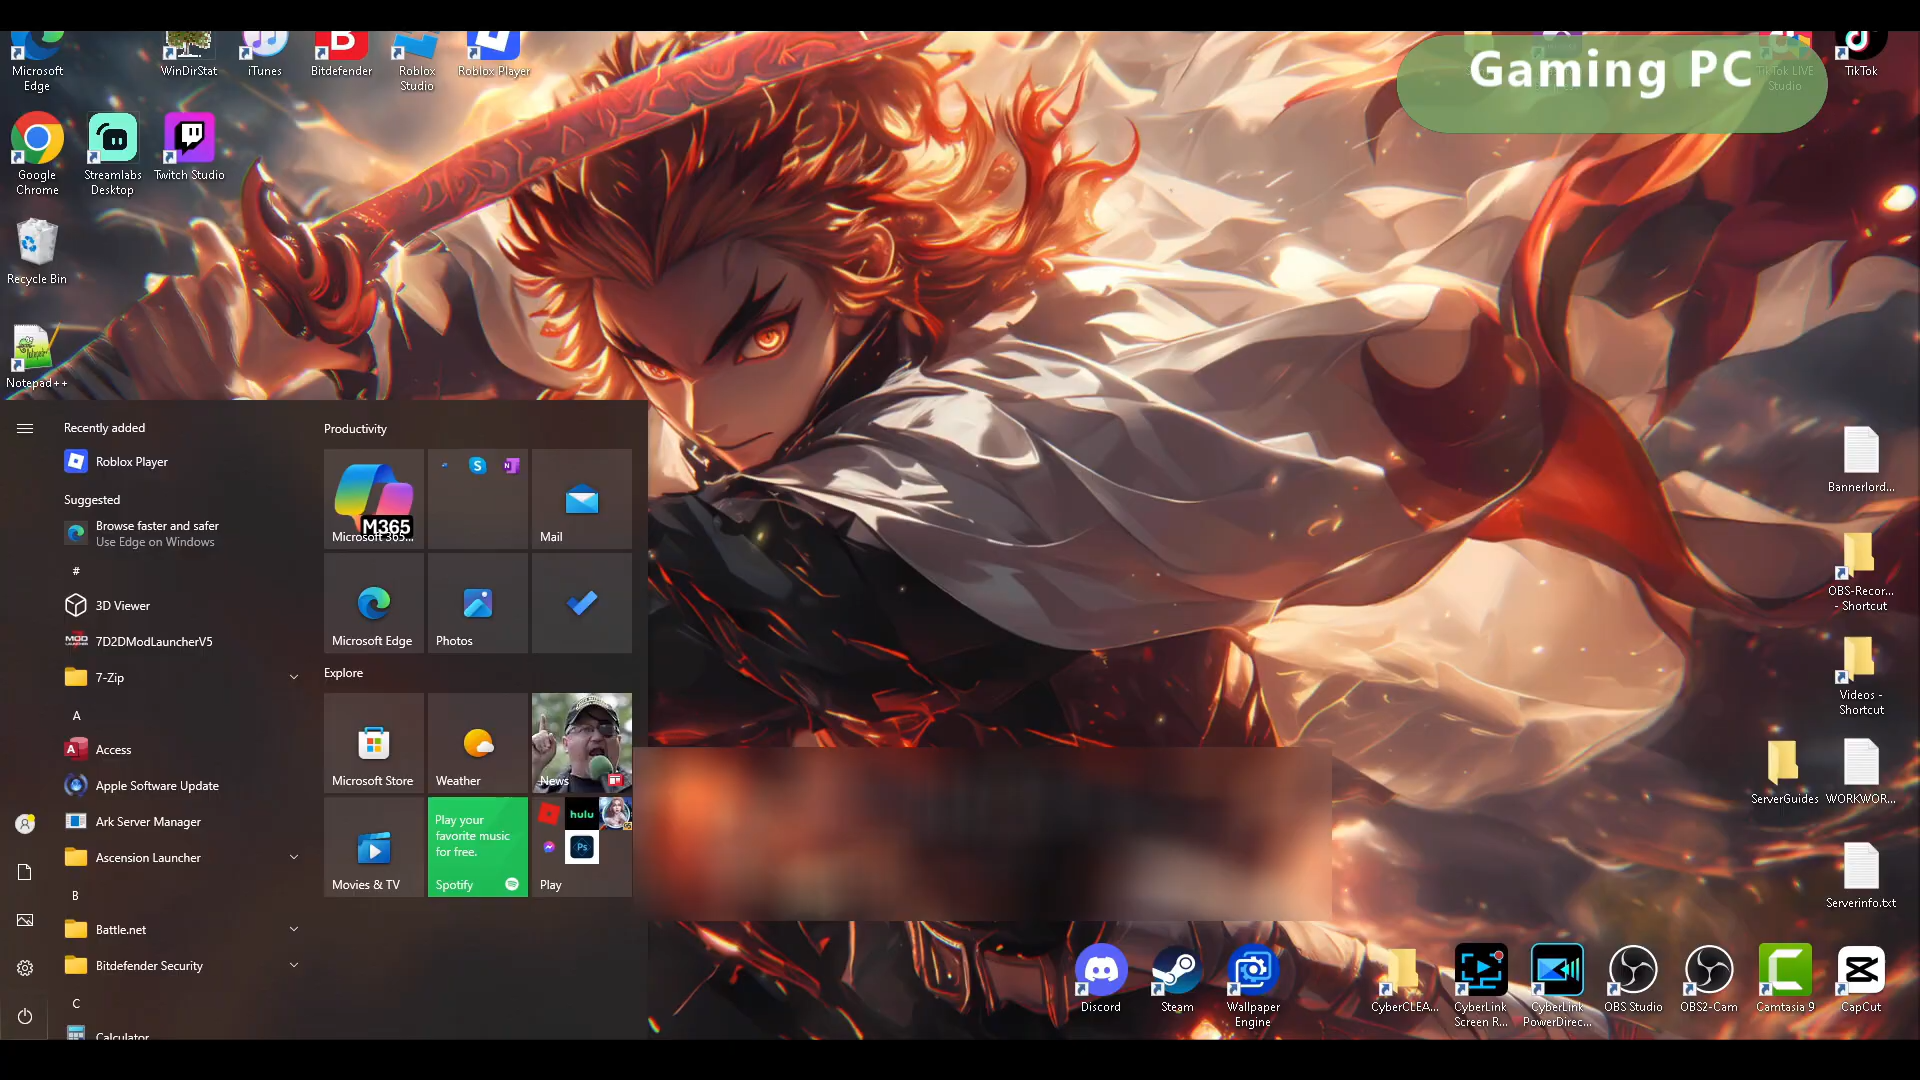 Gaming PC
Microsoft
Edge
WinDirStat
iTunes
Bitdefender
Roblox
Studio
Roblox Player
TikTok LIVE
Studio
TikTok
Google
Chrome
Streamlabs
Desktop
Twitch Studio
Recycle Bin
Notepad++
Recently added
Roblox Player
Suggested
Browse faster and safer
Use Edge on Windows
#
3D Viewer
7D2DModLauncherV5
7-Zip
A
Access
Apple Software Update
Ark Server Manager
Ascension Launcher
B
Battle.net
Bitdefender Security
C
Calculator
Productivity
M365
Microsoft 365...
Mail
Microsoft Edge
Photos
Explore
Microsoft Store
Weather
News
Movies & TV
Play your
favorite music
for free.
Spotify
hulu
Ps
Play
Bannerlord...
OBS-Recor...
- Shortcut
Videos -
Shortcut
ServerGuides
WORKWOR...
Serverinfo.txt
Discord
Steam
Wallpaper
Engine
CyberCLEA...
CyberLink
Screen R...
CyberLink
PowerDirec...
OBS Studio
OBS2-Cam
Camtasia 9
CapCut